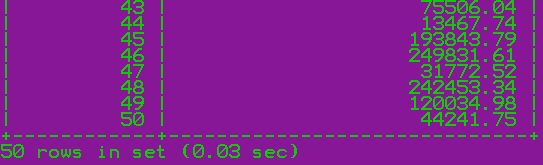 |          43 |               75506.04 |
|          44 |               13467.74 |
|          45 |              193843.79 |
|          46 |              249831.61 |
|          47 |               31772.52 |
|          48 |              242453.34 |
|          49 |              120034.98 |
|          50 |               44241.75 |
+-------------+------------------------+
50 rows in set (0.03 sec)